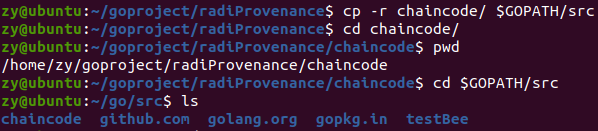 zy@ubuntu:~/goproject/radiProvenance$ cp -r chaincode/ $GOPATH/src
zy@ubuntu:~/goproject/radiProvenance$ cd chaincode/
zy@ubuntu:~/goproject/radiProvenance/chaincode$ pwd
/home/zy/goproject/radiProvenance/chaincode
zy@ubuntu:~/goproject/radiProvenance/chaincode$ cd $GOPATH/src
zy@ubuntu:~/go/src$ ls
chaincode github.com golang.org gopkg.in testBee